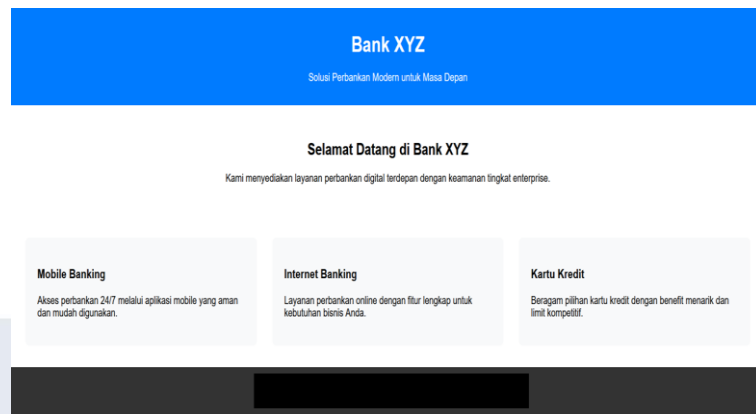 Bank XYZ
Solusi Perbankan Modern untuk Masa Depan
Selamat Datang di Bank XYZ
Kami menyediakan layanan perbankan digital terdepan dengan keamanan tingkat enterprise.
Mobile Banking
Akses perbankan 24/7 melalui aplikasi mobile yang aman
dan mudah digunakan.
Internet Banking
Layanan perbankan online dengan fitur lengkap untuk
kebutuhan bisnis Anda.
Kartu Kredit
Beragam pilihan kartu kredit dengan benefit menarik dan
limit kompetitif.